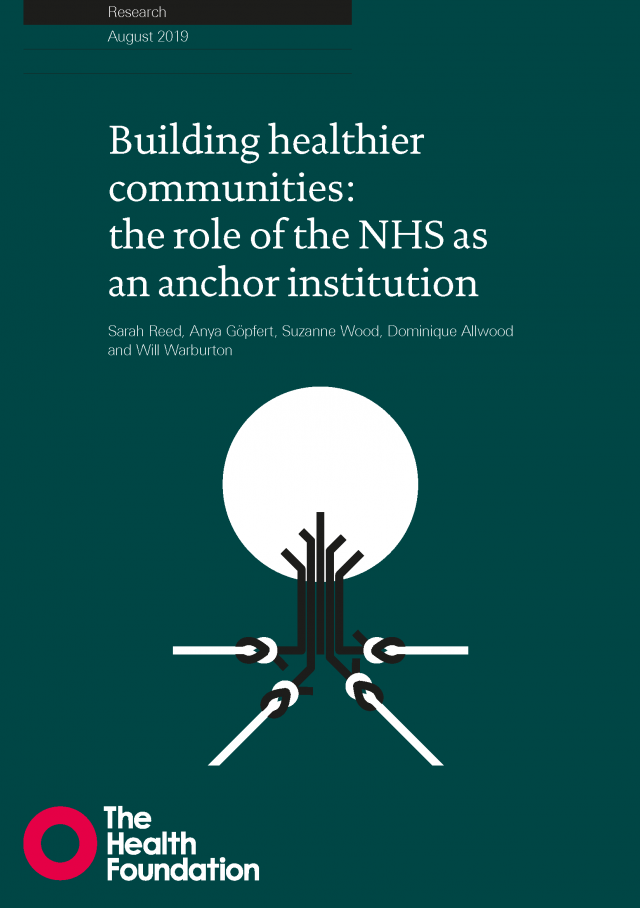 Research
August 2019
Building healthier
communities:
the role of the NHS as
an anchor institution
Sarah Reed, Anya Göpfert, Suzanne Wood, Dominique Allwood
and Will Warburton
The
Health
Foundation